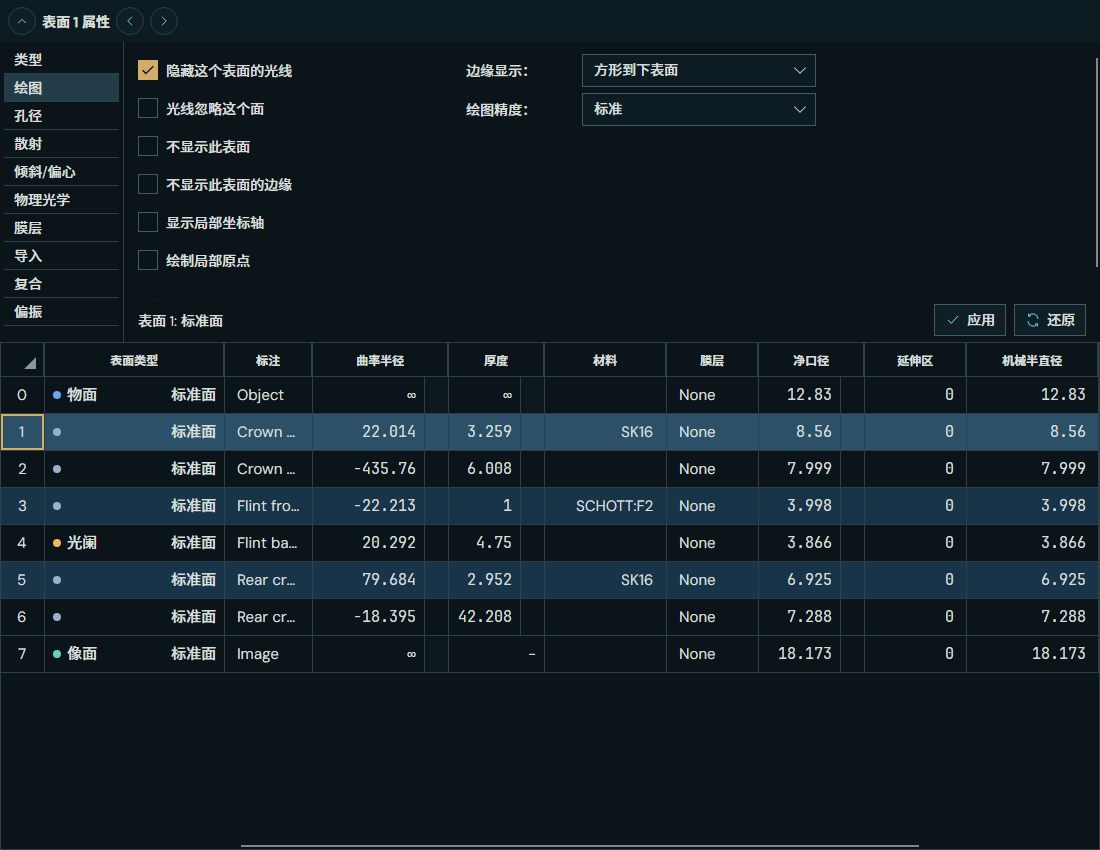 表面 1 属性
类型
绘图
孔径
散射
倾斜/偏心
物理光学
膜层
导入
复合
偏振
隐藏这个表面的光线
光线忽略这个面
不显示此表面
不显示此表面的边缘
显示局部坐标轴
绘制局部原点
边缘显示: 方形到下表面
绘图精度: 标准
表面 1: 标准面
应用 还原
表面类型 标注 曲率半径 厚度 材料 膜层 净口径 延伸区 机械半直径
0 物面 标准面 Object ∞ ∞ None 12.83 0 12.83
1 标准面 Crown ... 22.014 3.259 SK16 None 8.56 0 8.56
2 标准面 Crown ... -435.76 6.008 None 7.999 0 7.999
3 标准面 Flint fro... -22.213 1 SCHOTT:F2 None 3.998 0 3.998
4 光阑 标准面 Flint ba... 20.292 4.75 None 3.866 0 3.866
5 标准面 Rear cr... 79.684 2.952 SK16 None 6.925 0 6.925
6 标准面 Rear cr... -18.395 42.208 None 7.288 0 7.288
7 像面 标准面 Image ∞ - None 18.173 0 18.173